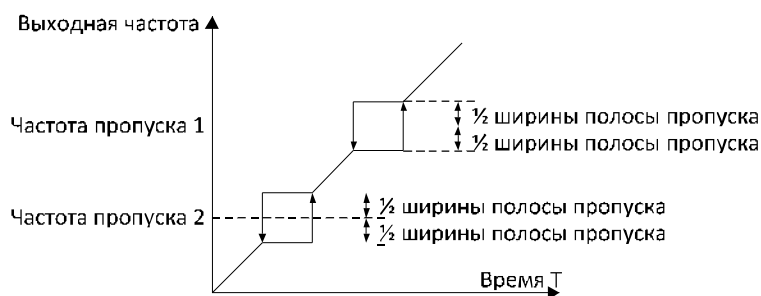 Выходная частота
Частота пропуска 1
½ ширины полосы пропуска
½ ширины полосы пропуска
Частота пропуска 2
½ ширины полосы пропуска
½ ширины полосы пропуска
Время T